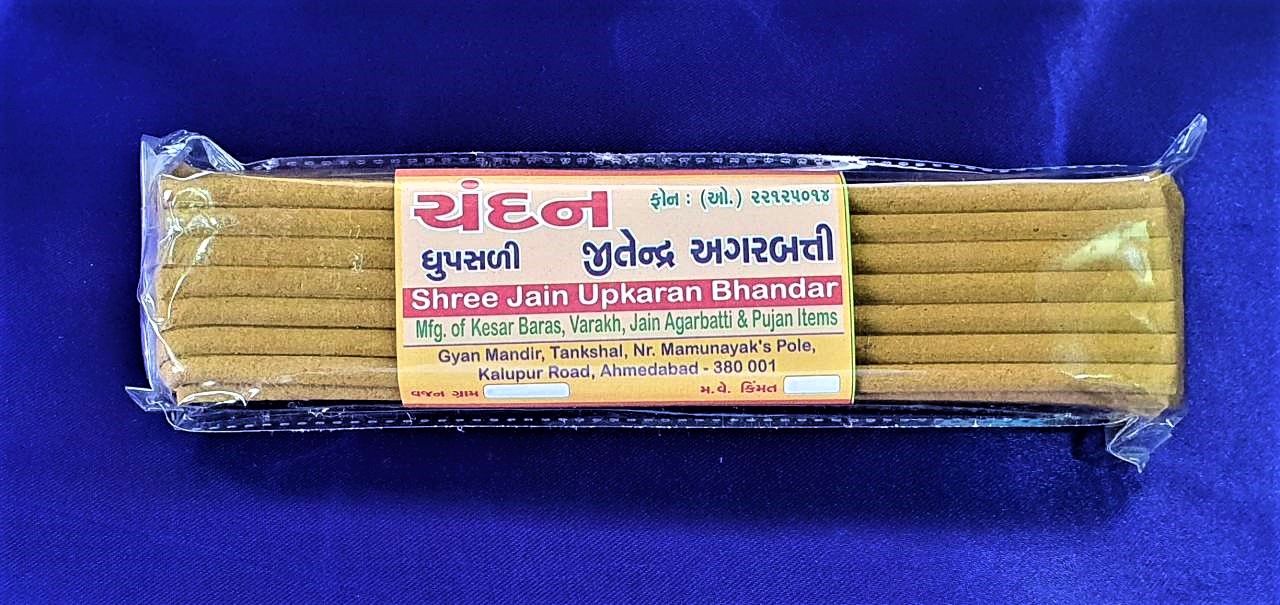 ચંદન ફોન : (ઓ.) ૨૨૧૨૫૦૧૪
ધુપસળી જીતેન્દ્ર અગરબત્તી
Shree Jain Upkaran Bhandar
Mfg. of Kesar Baras, Varakh, Jain Agarbatti & Pujan Items
Gyan Mandir, Tankshal, Nr. Mamunayak's Pole,
Kalupur Road, Ahmedabad - 380 001
વજન ગ્રામ મ.વે. કિંમત